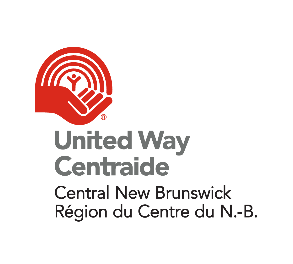 ®
United Way
Centraide
Central New Brunswick
Région du Centre du N.-B.